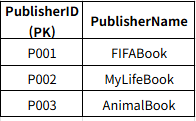 PublisherID (PK) PublisherName
P001 FIFABook
P002 MyLifeBook
P003 AnimalBook